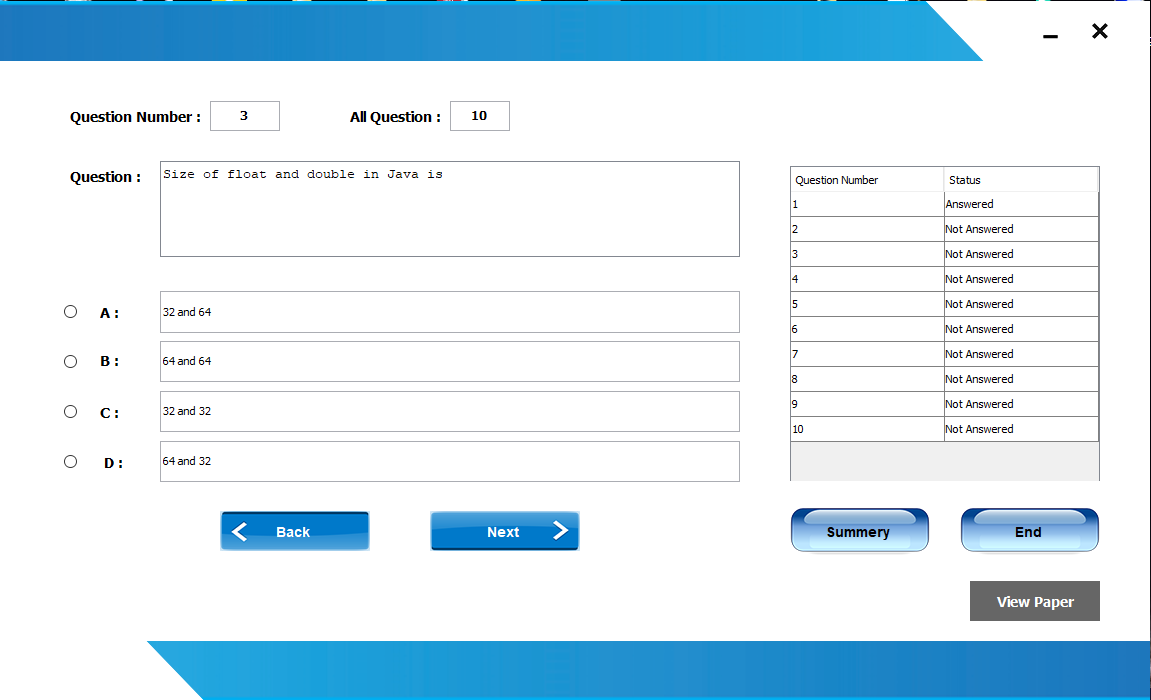 Question Number : 3 All Question : 10
Question : Size of float and double in Java is
A : 32 and 64
B : 64 and 64
C : 32 and 32
D : 64 and 32
Back Next
Question Number Status
1 Answered
2 Not Answered
3 Not Answered
4 Not Answered
5 Not Answered
6 Not Answered
7 Not Answered
8 Not Answered
9 Not Answered
10 Not Answered
Summery End
View Paper